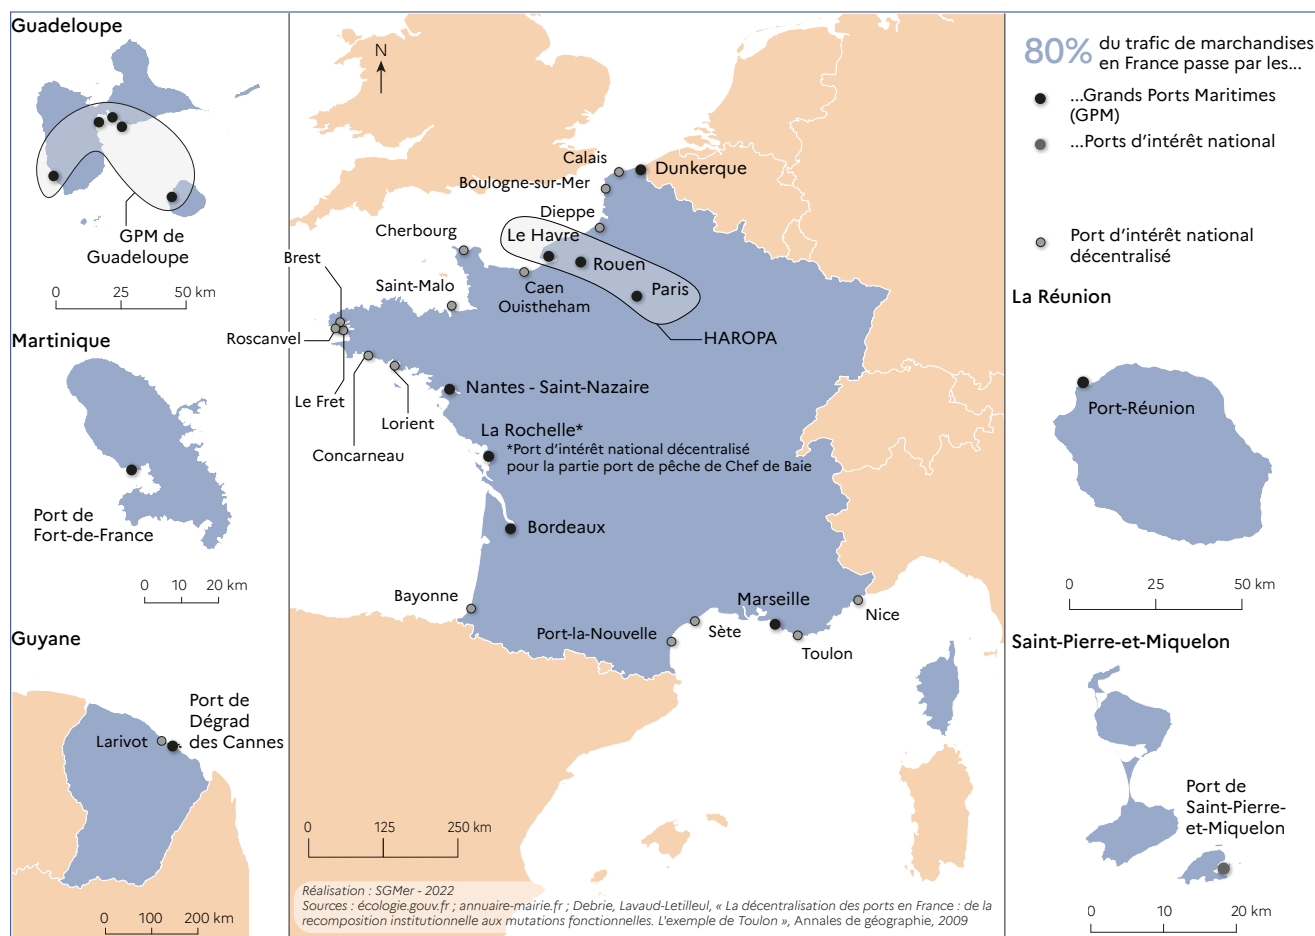 Guadeloupe
GPM de
Guadeloupe
0 25 50 km
Martinique
Port de
Fort-de-France
0 10 20 km
Guyane
Port de
Dégrad
des Cannes
Larivot
0 100 200 km
N
Calais
Dunkerque
Boulogne-sur-Mer
Dieppe
Cherbourg
Le Havre
Rouen
Brest
Saint-Malo
Caen
Ouistheham
Paris
Roscanvel
HAROPA
Le Fret
Lorient
Concarneau
Nantes - Saint-Nazaire
La Rochelle*
*Port d'intérêt national décentralisé
pour la partie port de pêche de Chef de Baie
Bordeaux
Bayonne
Marseille
Nice
Port-la-Nouvelle
Sète
Toulon
0 125 250 km
Réalisation : SGMer - 2022
Sources : écologie.gouv.fr ; annuaire-mairie.fr ; Debrie, Lavaud-Letilleul, « La décentralisation des ports en France : de la
recomposition institutionnelle aux mutations fonctionnelles. L'exemple de Toulon », Annales de géographie, 2009
80% du trafic de marchandises
en France passe par les...
...Grands Ports Maritimes
(GPM)
...Ports d'intérêt national
Port d'intérêt national
décentralisé
La Réunion
Port-Réunion
0 25 50 km
Saint-Pierre-et-Miquelon
Port de
Saint-Pierre-
et-Miquelon
0 10 20 km